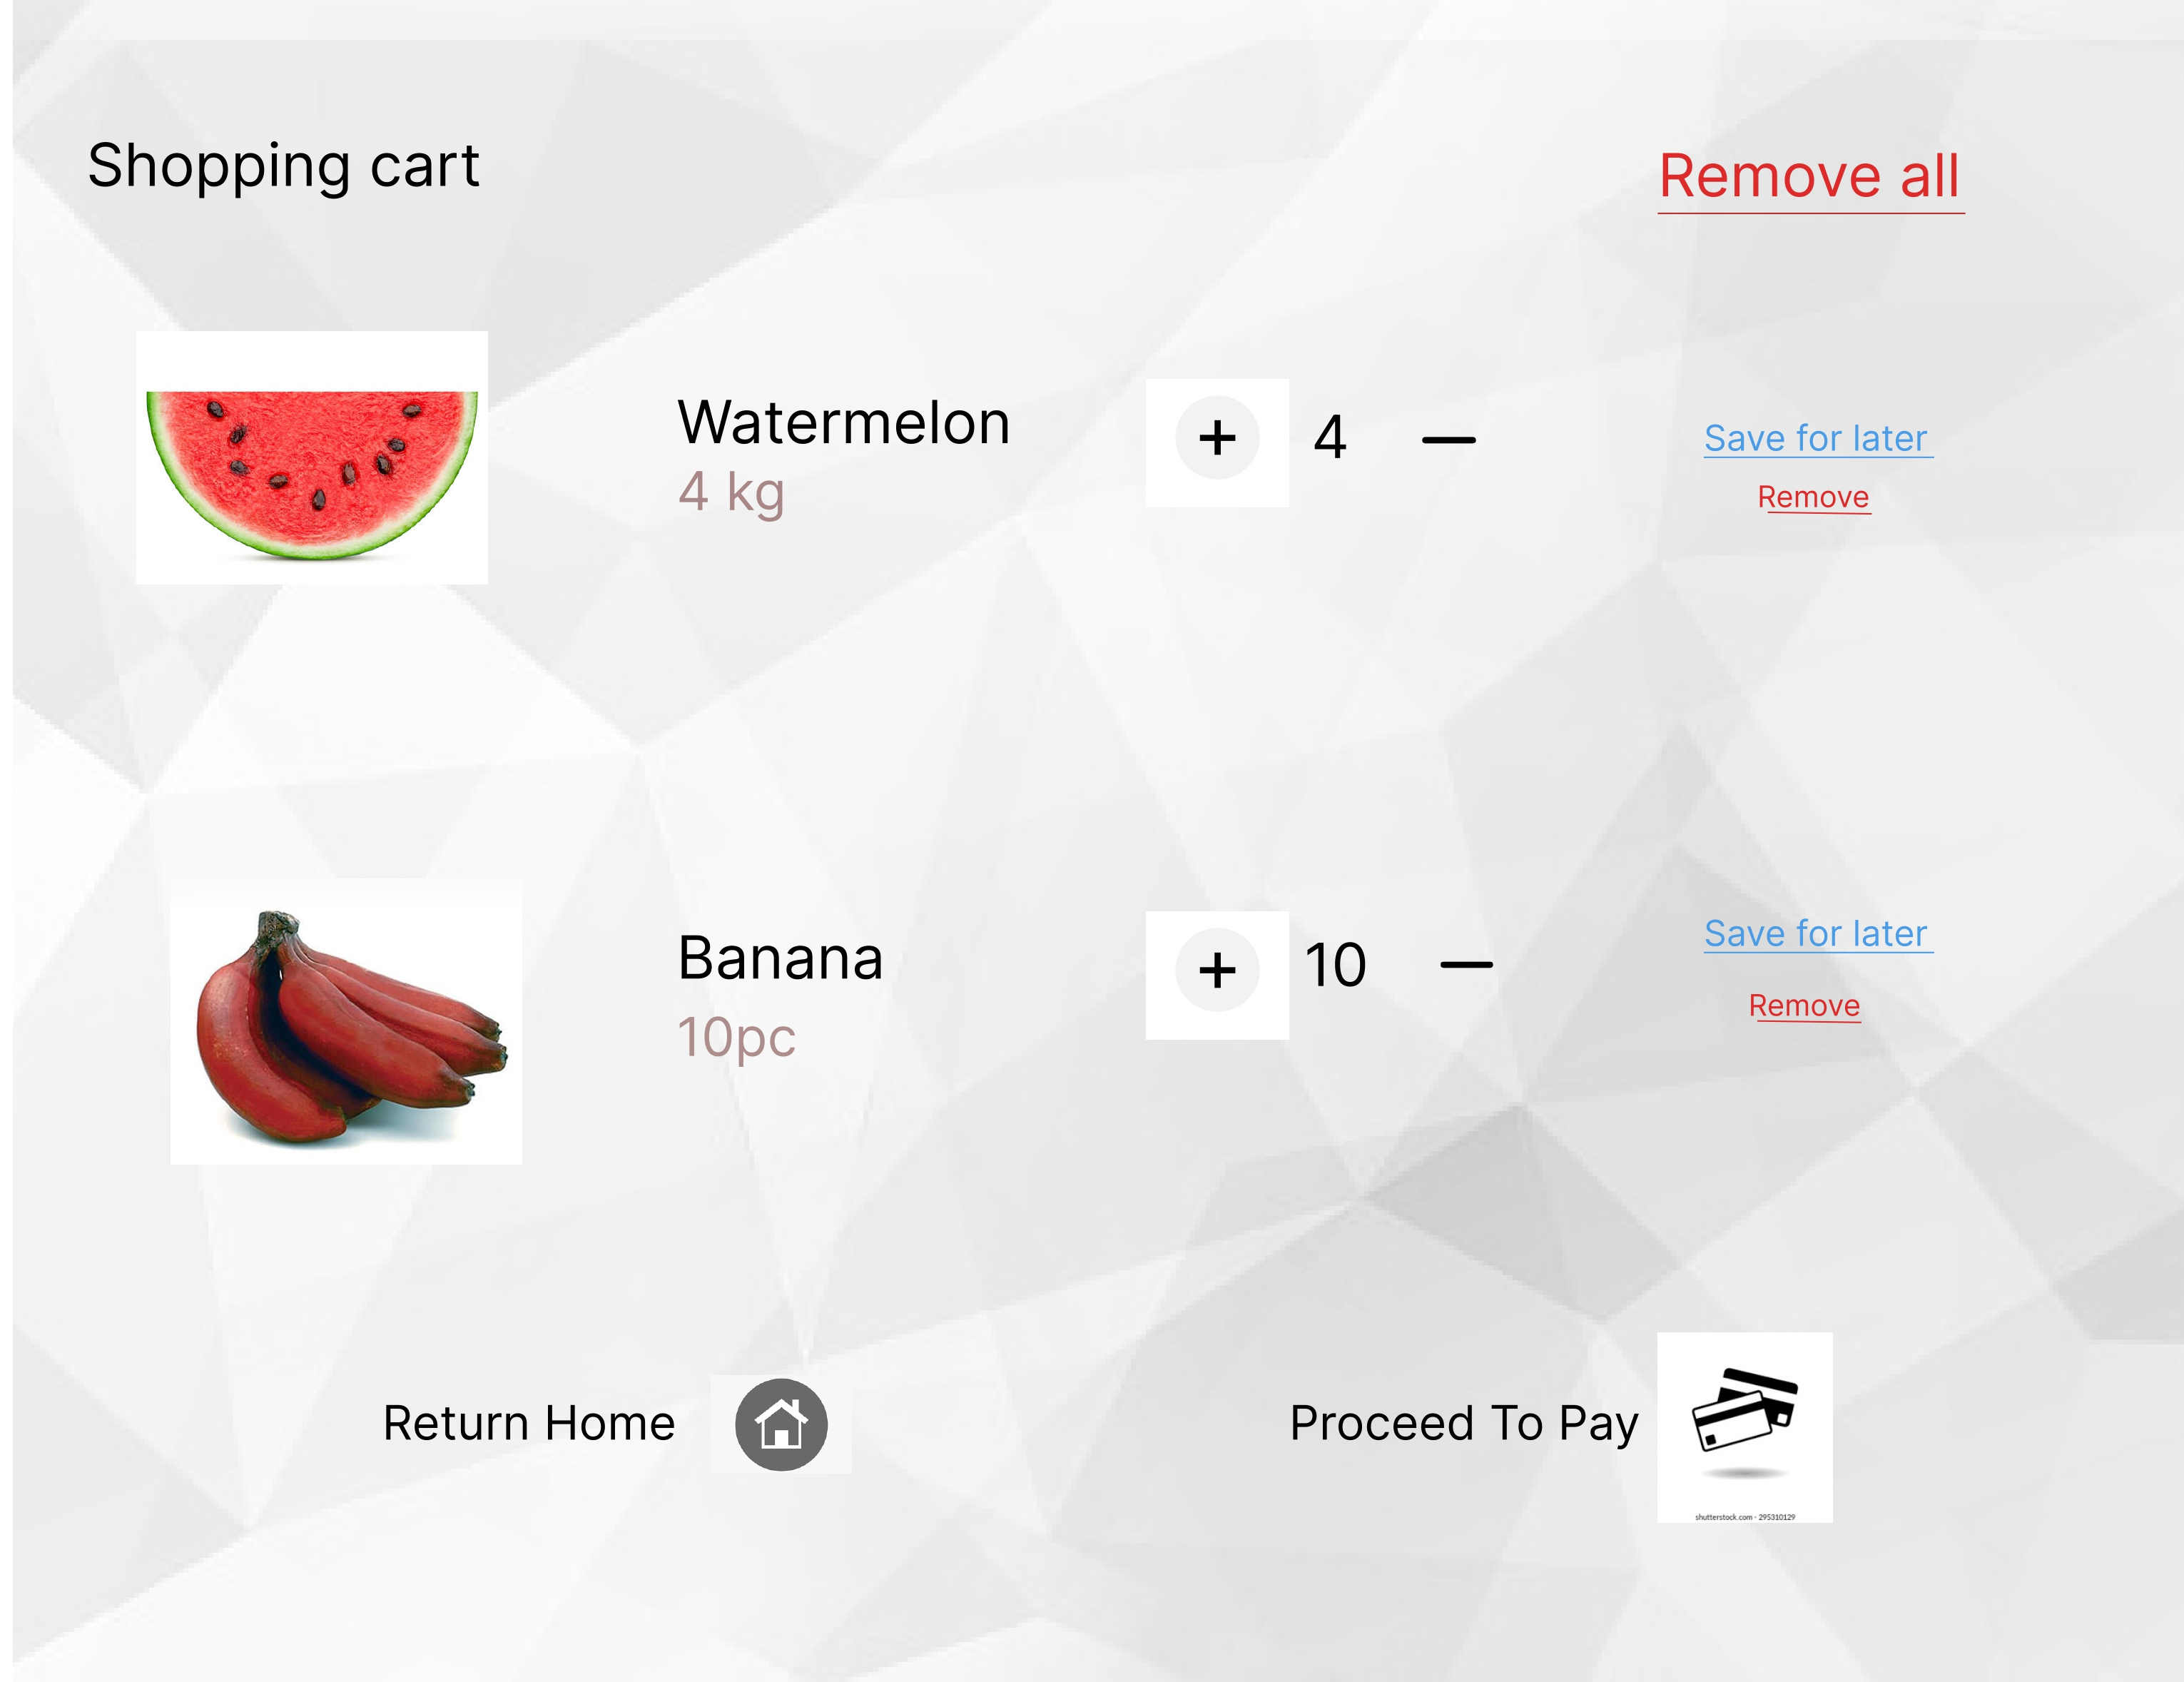 Shopping cart
Remove all
Watermelon
4 kg
+ 4 —
Save for later
Remove
Banana
10pc
+ 10 —
Save for later
Remove
Return Home
Proceed To Pay
shutterstock.com · 295310129